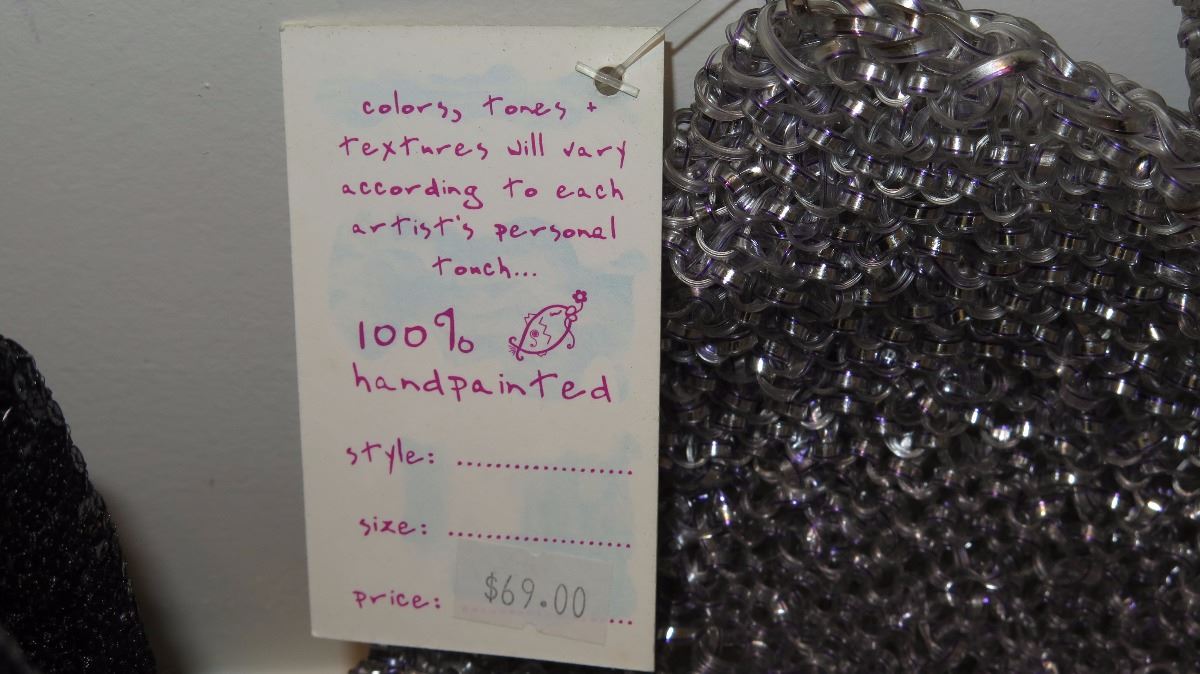 colors, tones +
textures will vary
according to each
artist's personal
touch...
100%
handpainted
style: ......................
size: ......................
price: $69.00 ...